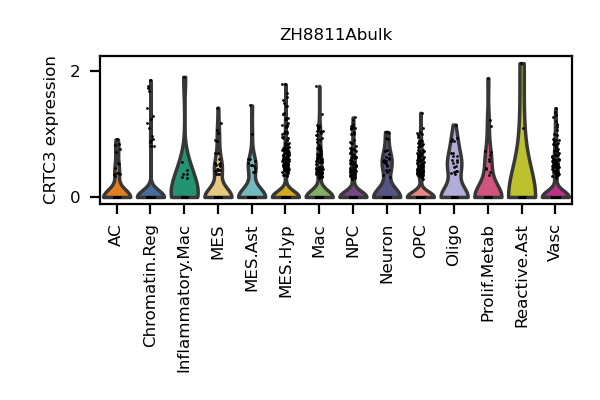 ZH8811Abulk
CRTC3 expression
2
0
AC
Chromatin.Reg
Inflammatory.Mac
MES
MES.Ast
MES.Hyp
Mac
NPC
Neuron
OPC
Oligo
Prolif.Metab
Reactive.Ast
Vasc